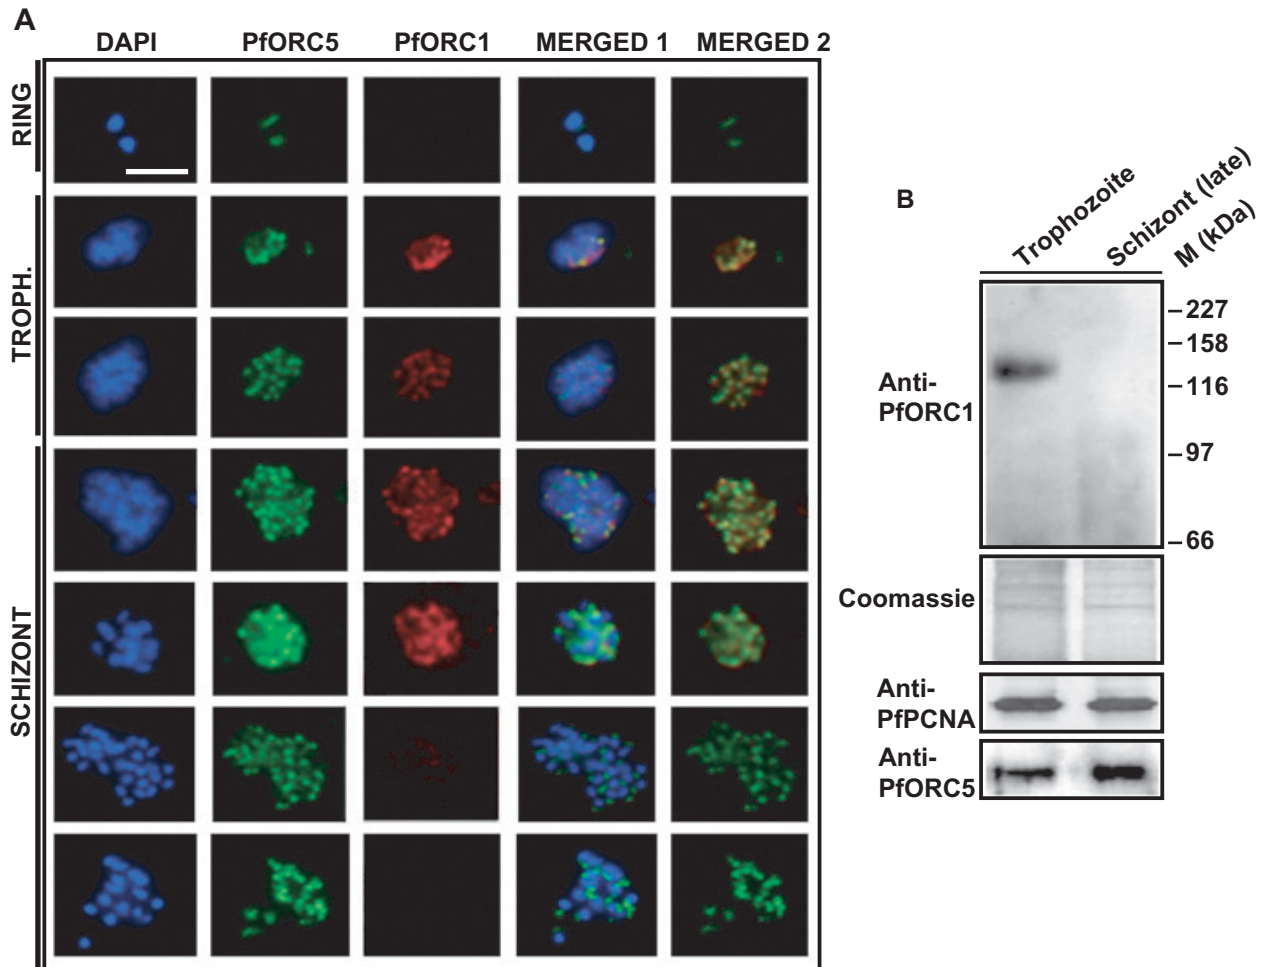 A
DAPI PfORC5 PfORC1 MERGED 1 MERGED 2
RING
TROPH.
SCHIZONT
B
Trophozoite
Schizont (late)
M (kDa)
Anti-
PfORC1
227
158
116
97
66
Coomassie
Anti-
PfPCNA
Anti-
PfORC5